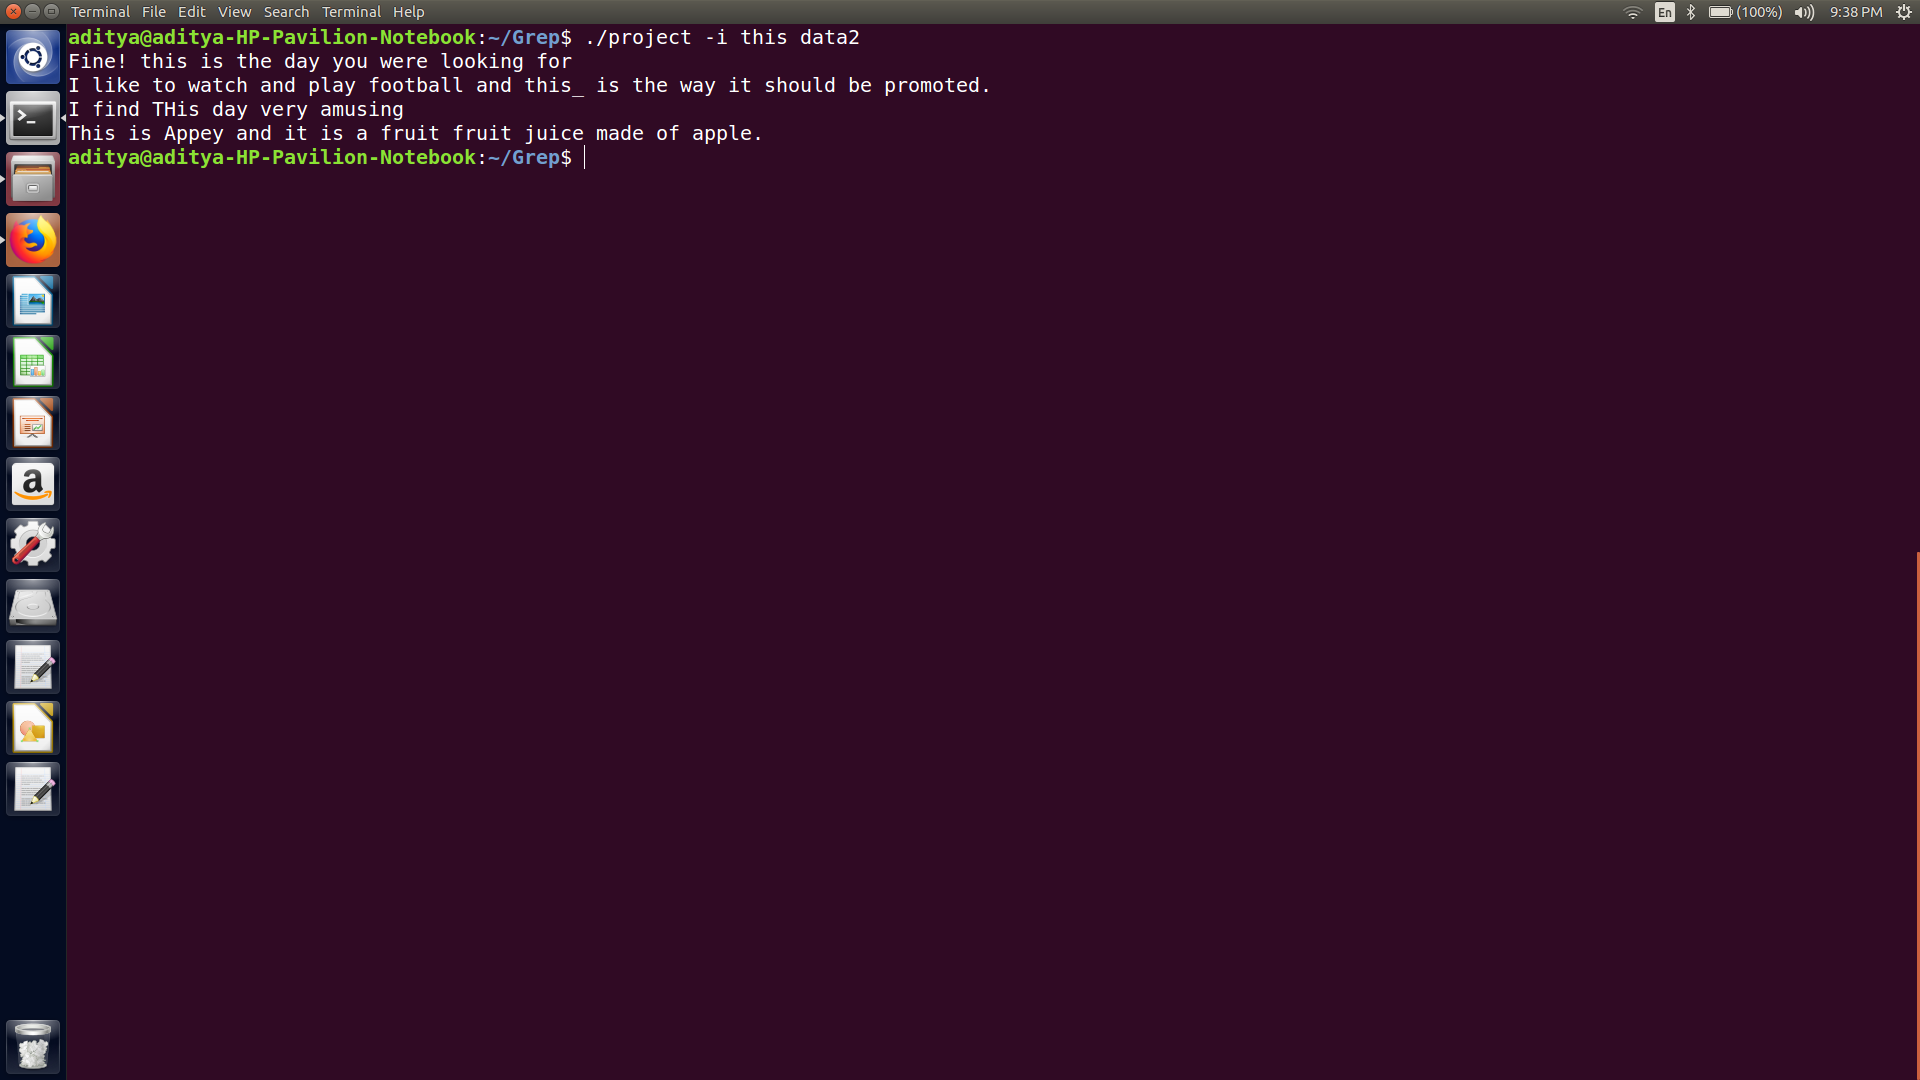 Terminal File Edit View Search Terminal Help En (100%) 9:38 PM
aditya@aditya-HP-Pavilion-Notebook:~/Grep$ ./project -i this data2
Fine! this is the day you were looking for
I like to watch and play football and this_ is the way it should be promoted.
I find THis day very amusing
This is Appey and it is a fruit fruit juice made of apple.
aditya@aditya-HP-Pavilion-Notebook:~/Grep$
a